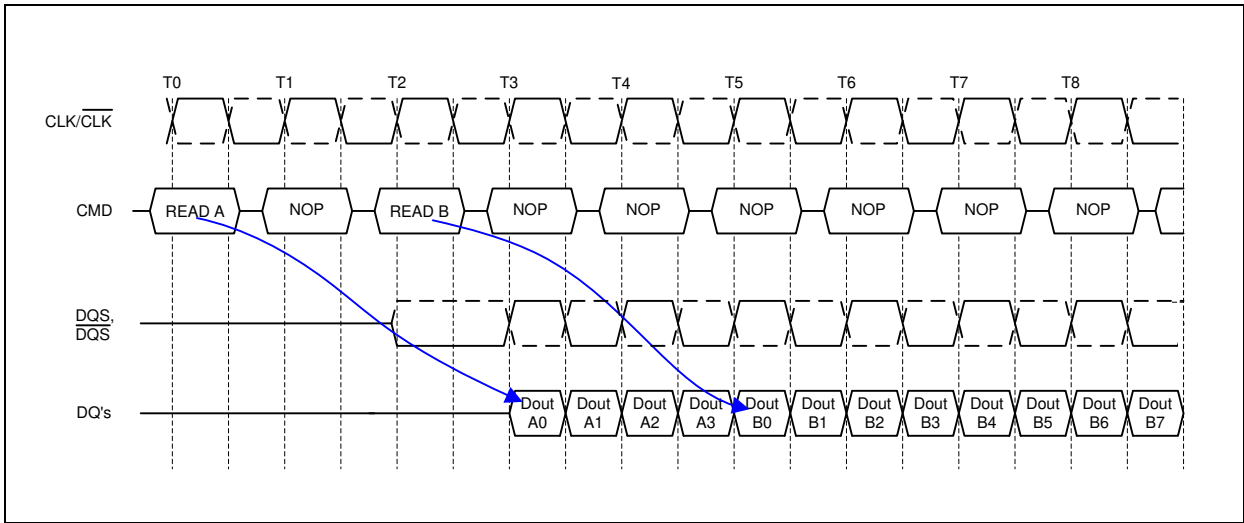 T0 T1 T2 T3 T4 T5 T6 T7 T8
CLK/CLK
CMD READ A NOP READ B NOP NOP NOP NOP NOP NOP
DQS,
DQS
DQ's
Dout Dout Dout Dout Dout Dout Dout Dout Dout Dout Dout Dout
A0 A1 A2 A3 B0 B1 B2 B3 B4 B5 B6 B7